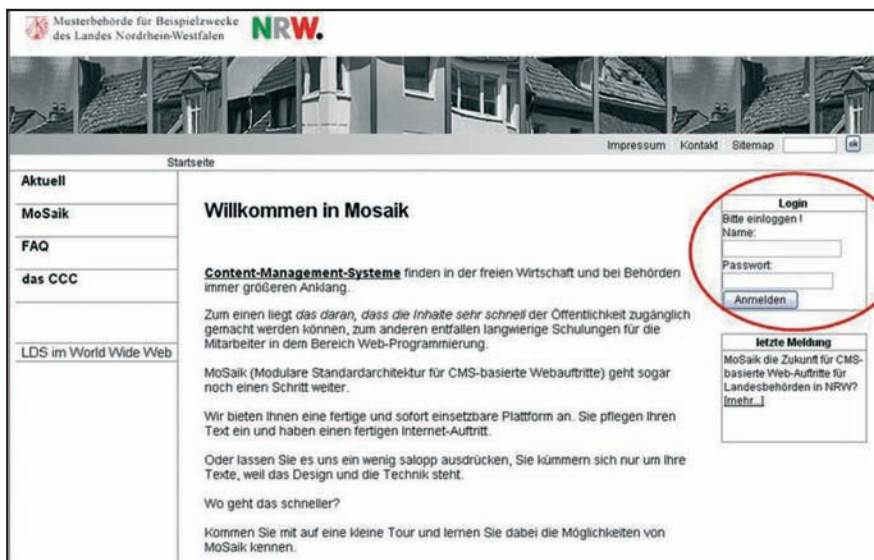 Musterbehörde für Beispielzwecke
des Landes Nordrhein-Westfalen
NRW.
Impressum Kontakt Sitemap ok
Startseite
Aktuell
MoSaik
FAQ
das CCC
LDS im World Wide Web
Willkommen in Mosaik
Content-Management-Systeme finden in der freien Wirtschaft und bei Behörden
immer größeren Anklang.
Zum einen liegt das daran, dass die Inhalte sehr schnell der Öffentlichkeit zugänglich
gemacht werden können, zum anderen entfallen langwierige Schulungen für die
Mitarbeiter in dem Bereich Web-Programmierung.
MoSaik (Modulare Standardarchitektur für CMS-basierte Webauftritte) geht sogar
noch einen Schritt weiter.
Wir bieten Ihnen eine fertige und sofort einsetzbare Plattform an. Sie pflegen Ihren
Text ein und haben einen fertigen Internet-Auftritt.
Oder lassen Sie es uns ein wenig salopp ausdrücken, Sie kümmern sich nur um Ihre
Texte, weil das Design und die Technik steht.
Wo geht das schneller?
Kommen Sie mit auf eine kleine Tour und lernen Sie dabei die Möglichkeiten von
MoSaik kennen.
Login
Bitte einloggen !
Name:
Passwort:
Anmelden
letzte Meldung
MoSaik die Zukunft für CMS-
basierte Web-Auftritte für
Landesbehörden in NRW?
[mehr...]